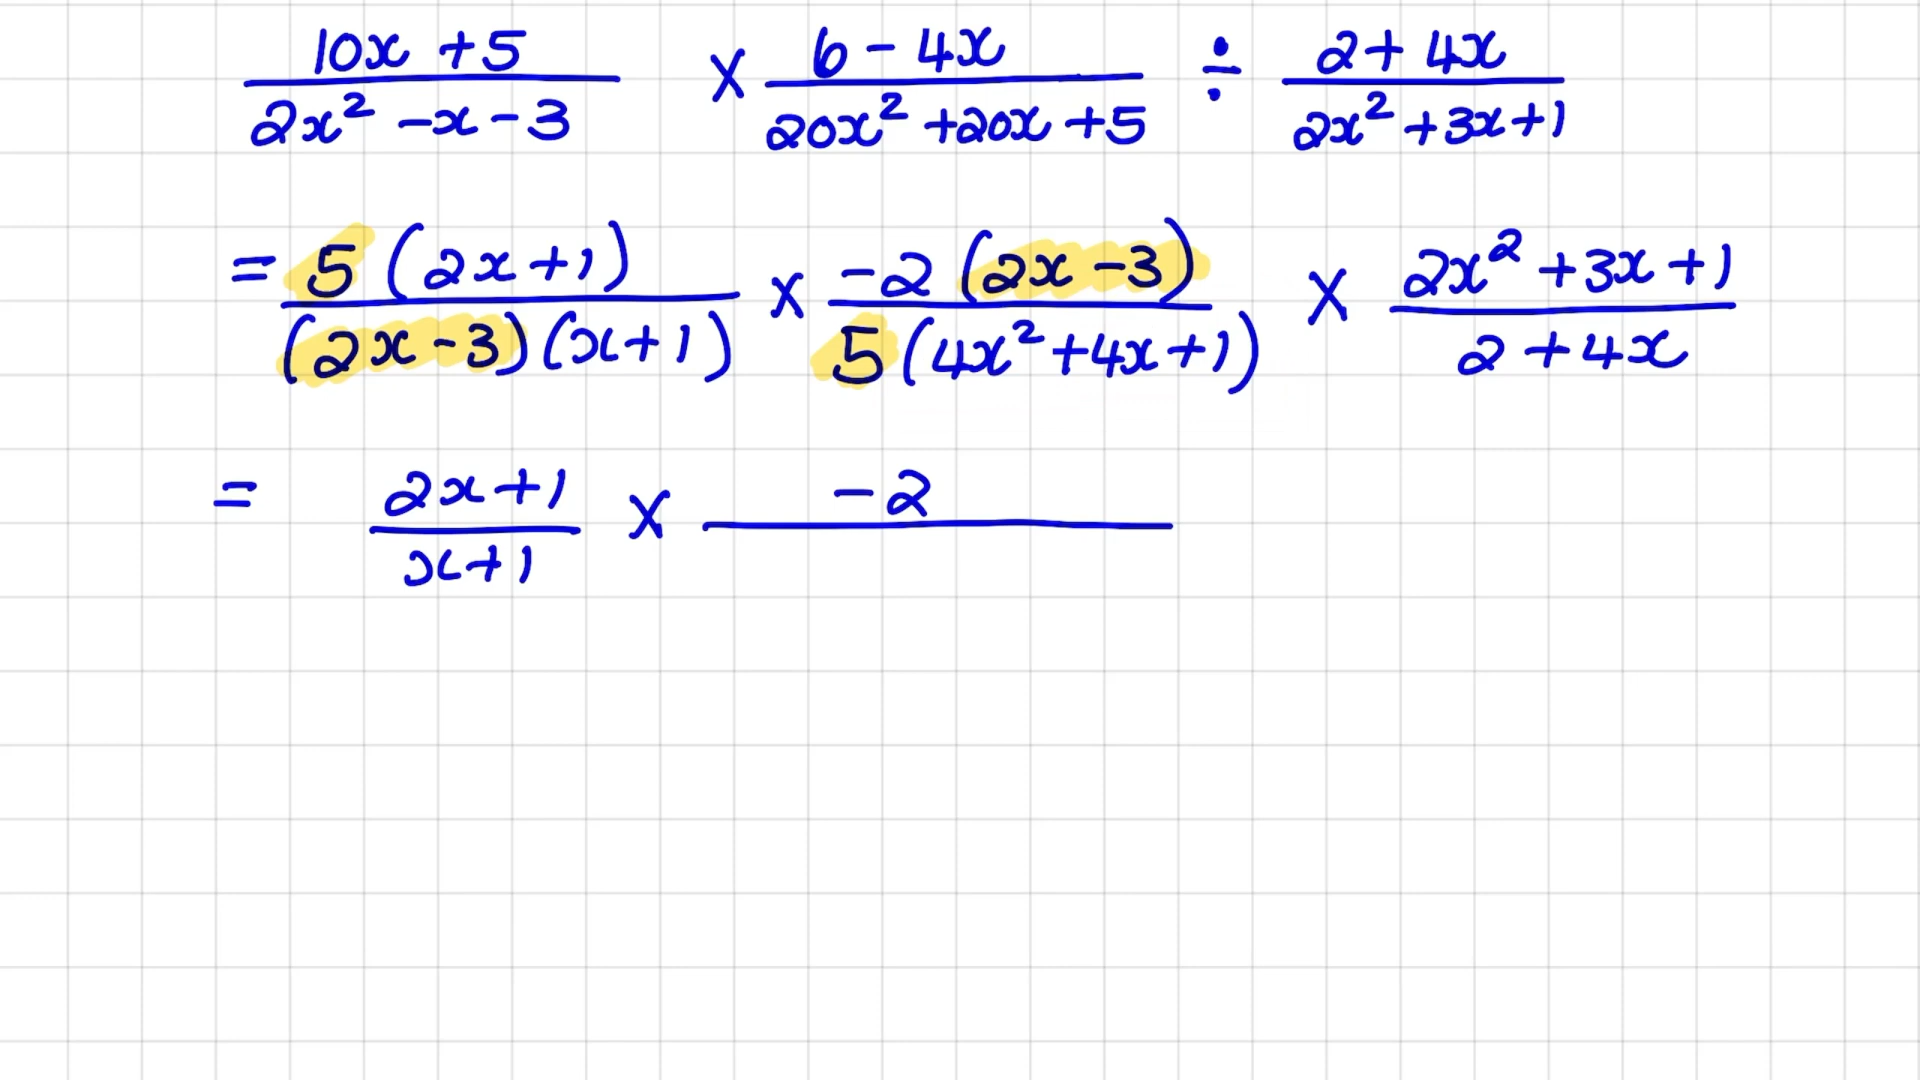 10x + 5 / 2x² - x - 3 × 6 - 4x / 20x² + 20x + 5 ÷ 2 + 4x / 2x² + 3x + 1
= 5 (2x + 1) / (2x - 3)(x + 1) × -2 (2x - 3) / 5 (4x² + 4x + 1) × 2x² + 3x + 1 / 2 + 4x
= 2x + 1 / x + 1 × -2